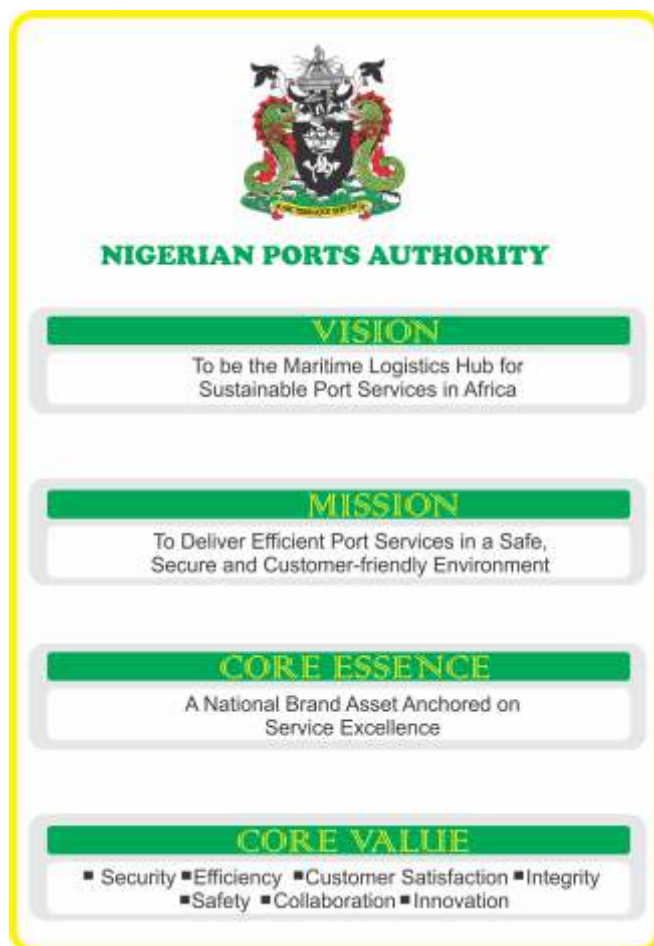 NIGERIAN PORTS AUTHORITY
VISION
To be the Maritime Logistics Hub for
Sustainable Port Services in Africa
MISSION
To Deliver Efficient Port Services in a Safe,
Secure and Customer-friendly Environment
CORE ESSENCE
A National Brand Asset Anchored on
Service Excellence
CORE VALUE
▪ Security ▪Efficiency ▪Customer Satisfaction ▪Integrity
▪Safety ▪Collaboration ▪Innovation